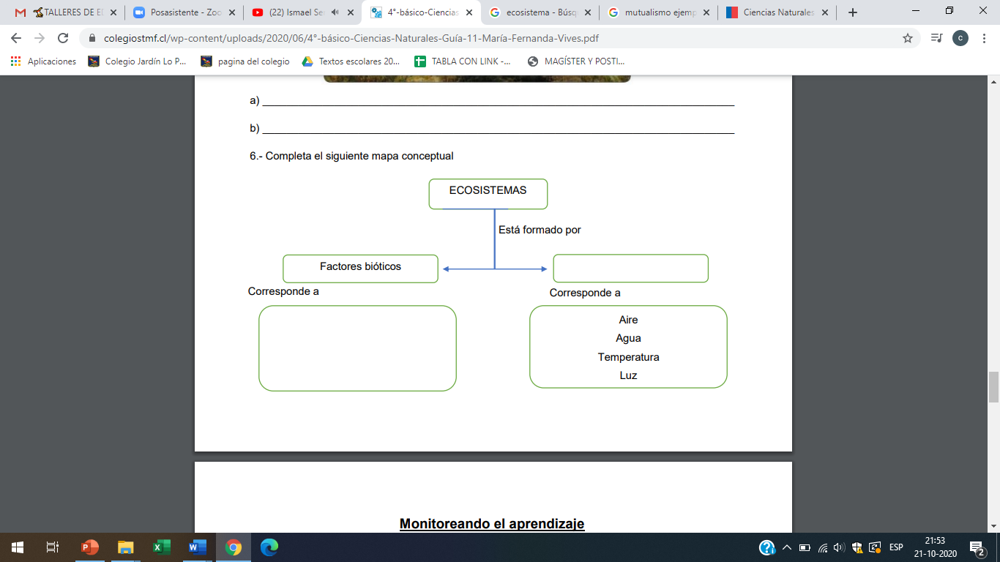 TALLERES DE ED
Posasistente - Zoo
(22) Ismael Se
4°-básico-Ciencias
ecosistema - Búsq
mutualismo ejemp
Ciencias Naturales
colegiostmf.cl/wp-content/uploads/2020/06/4°-básico-Ciencias-Naturales-Guía-11-María-Fernanda-Vives.pdf
c
Aplicaciones
Colegio Jardín Lo P...
pagina del colegio
Textos escolares 20...
TABLA CON LINK -...
MAGÍSTER Y POSTI...
a)
b)
6.- Completa el siguiente mapa conceptual
ECOSISTEMAS
Está formado por
Factores bióticos
Corresponde a
Corresponde a
Aire
Agua
Temperatura
Luz
Monitoreando el aprendizaje
ESP
21:53
21-10-2020
2